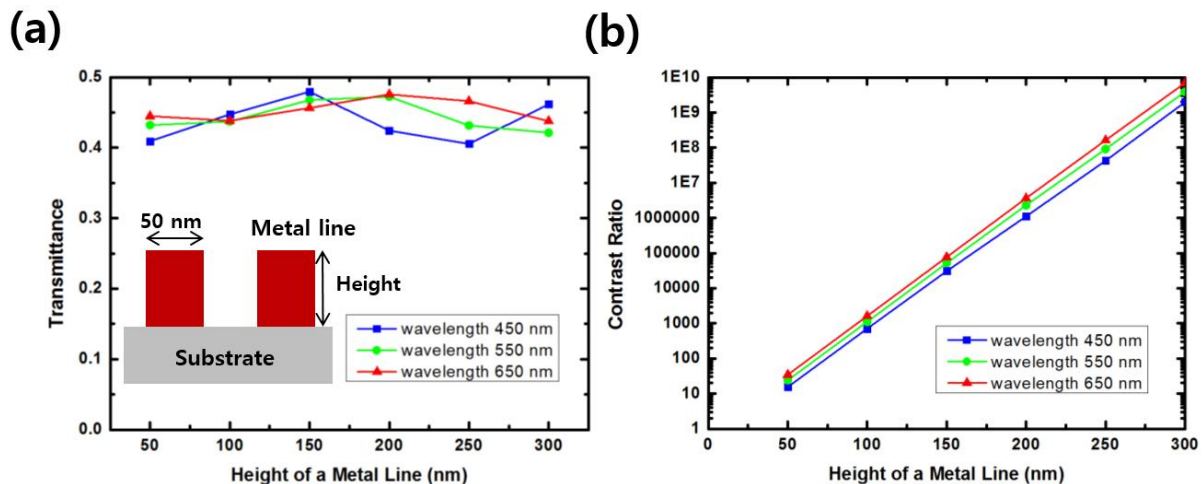 (a)
0.5
0.4
0.3
0.2
0.1
0.0
Transmittance
50 nm
Metal line
Height
Substrate
wavelength 450 nm
wavelength 550 nm
wavelength 650 nm
50 100 150 200 250 300
Height of a Metal Line (nm)
(b)
1E10
1E9
1E8
1E7
1000000
100000
10000
1000
100
10
1
Contrast Ratio
wavelength 450 nm
wavelength 550 nm
wavelength 650 nm
0 50 100 150 200 250 300
Height of a Metal Line (nm)